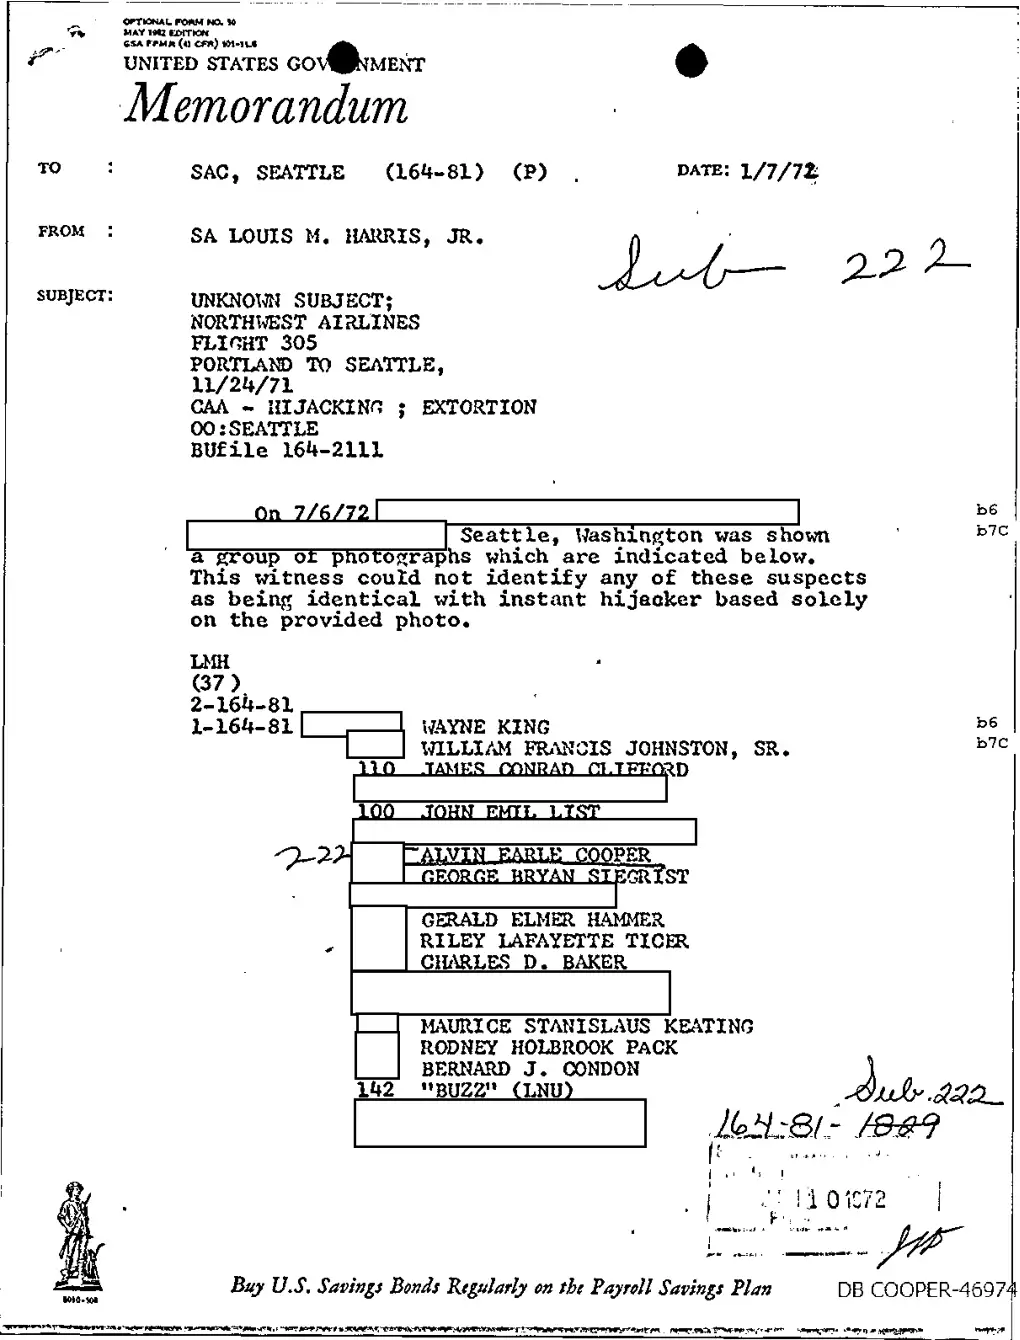 OPTIONAL FORM NO. 10
MAY 1962 EDITION
GSA FPMR (41 CFR) 101-11.6
UNITED STATES GOV NMENT
Memorandum
TO : SAC, SEATTLE (164-81) (P) . DATE: 1/7/72
FROM : SA LOUIS M. HARRIS, JR.
Sub 222
SUBJECT: UNKNOWN SUBJECT;
NORTHWEST AIRLINES
FLIGHT 305
PORTLAND TO SEATTLE,
11/24/71
CAA - HIJACKING ; EXTORTION
OO:SEATTLE
BUfile 164-2111
On 7/6/72 b6
Seattle, Washington was shown b7C
a group of photographs which are indicated below.
This witness could not identify any of these suspects
as being identical with instant hijacker based solely
on the provided photo.
LMH
(37)
2-164-81
1-164-81 WAYNE KING b6
WILLIAM FRANCIS JOHNSTON, SR. b7C
110 JAMES CONRAD CLIFFORD
100 JOHN EMIL LIST
222 ALVIN EARLE COOPER
GEORGE BRYAN SIEGRIST
GERALD ELMER HAMMER
RILEY LAFAYETTE TICER
CHARLES D. BAKER
MAURICE STANISLAUS KEATING
RODNEY HOLBROOK PACK
BERNARD J. CONDON
142 "BUZZ" (LNU)
Sub.222
164-81- 1829
10 1972
5010-108
Buy U.S. Savings Bonds Regularly on the Payroll Savings Plan
DB COOPER-46974